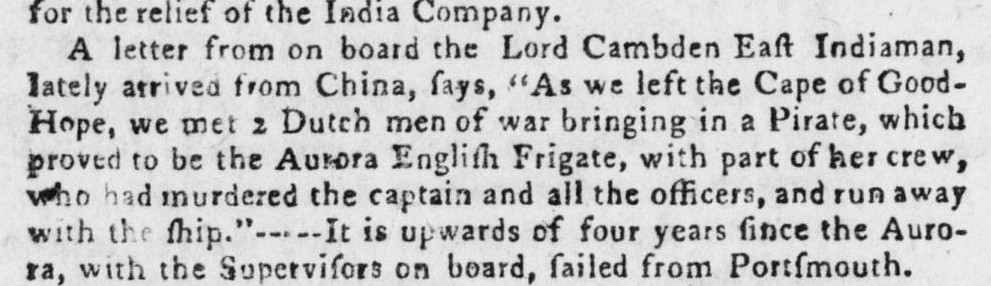 for the relief of the India Company.
A letter from on board the Lord Cambden Eaſt Indiaman,
lately arrived from China, ſays, "As we left the Cape of Good-
Hope, we met 2 Dutch men of war bringing in a Pirate, which
proved to be the Aurora Engliſh Frigate, with part of her crew,
who had murdered the captain and all the officers, and run away
with the ſhip."-----It is upwards of four years ſince the Auro-
ra, with the Superviſors on board, ſailed from Portſmouth.